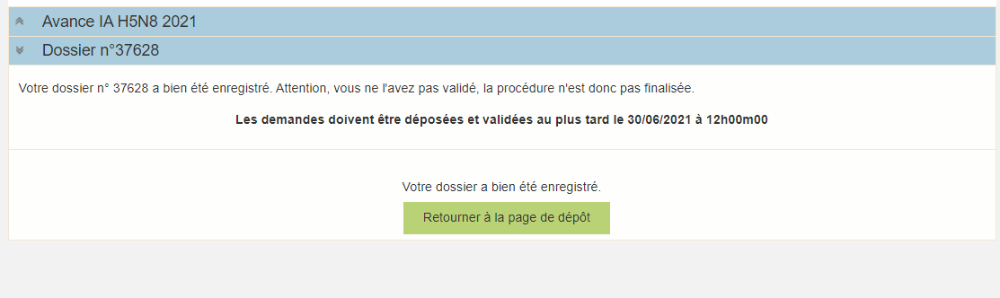 Avance IA H5N8 2021
Dossier n°37628
Votre dossier n° 37628 a bien été enregistré. Attention, vous ne l'avez pas validé, la procédure n'est donc pas finalisée.
Les demandes doivent être déposées et validées au plus tard le 30/06/2021 à 12h00m00
Votre dossier a bien été enregistré.
Retourner à la page de dépôt